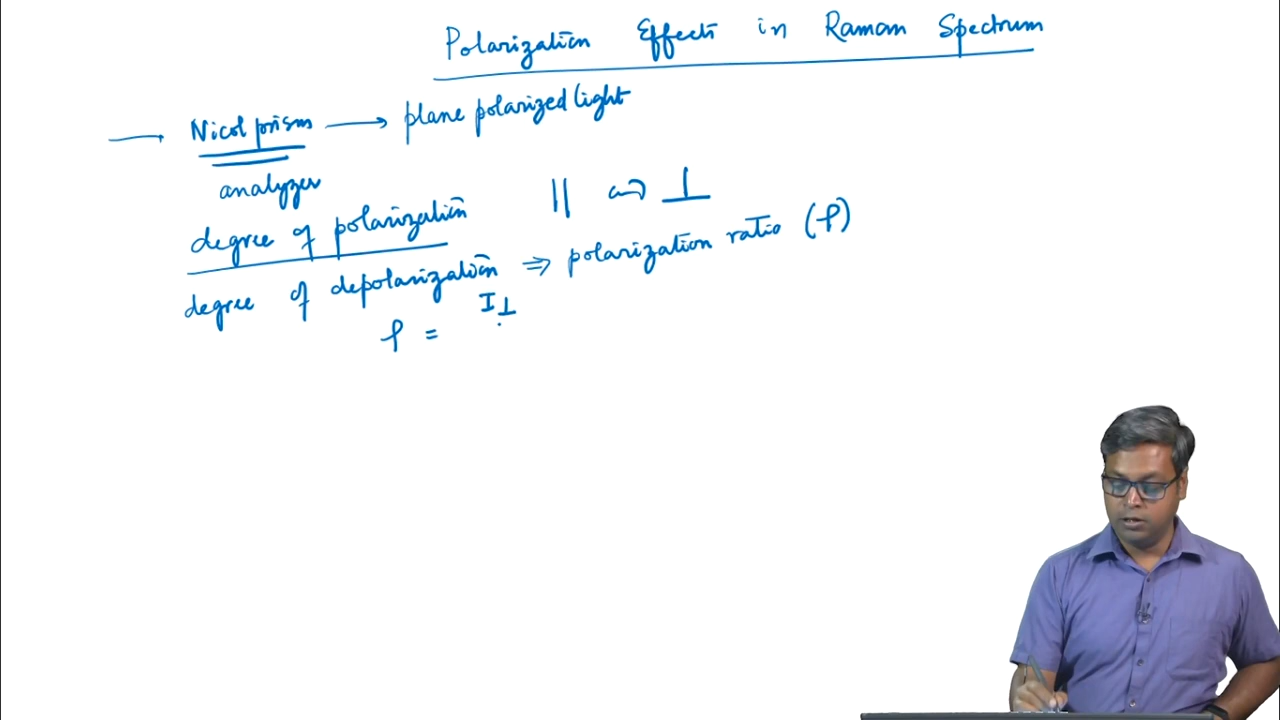 Polarization Effects in Raman Spectrum
→ Nicol prism → plane polarized light
analyzer
degree of polarization || and ⊥
degree of depolarization ⇒ polarization ratio (ρ)
ρ = I⊥